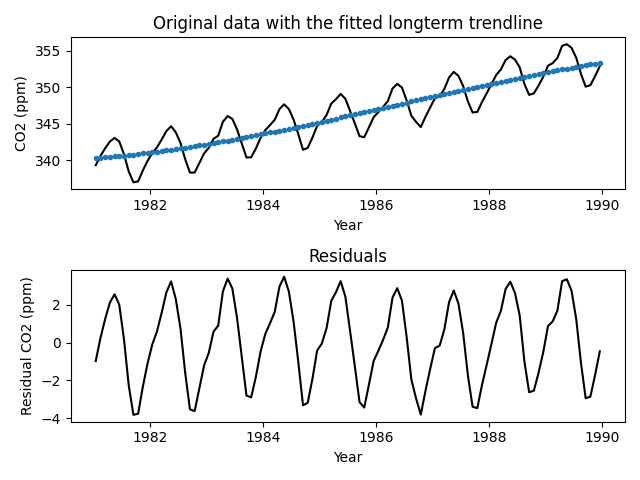 Original data with the fitted longterm trendline
CO2 (ppm)
355
350
345
340
1982 1984 1986 1988 1990
Year
Residuals
Residual CO2 (ppm)
2
0
−2
−4
1982 1984 1986 1988 1990
Year